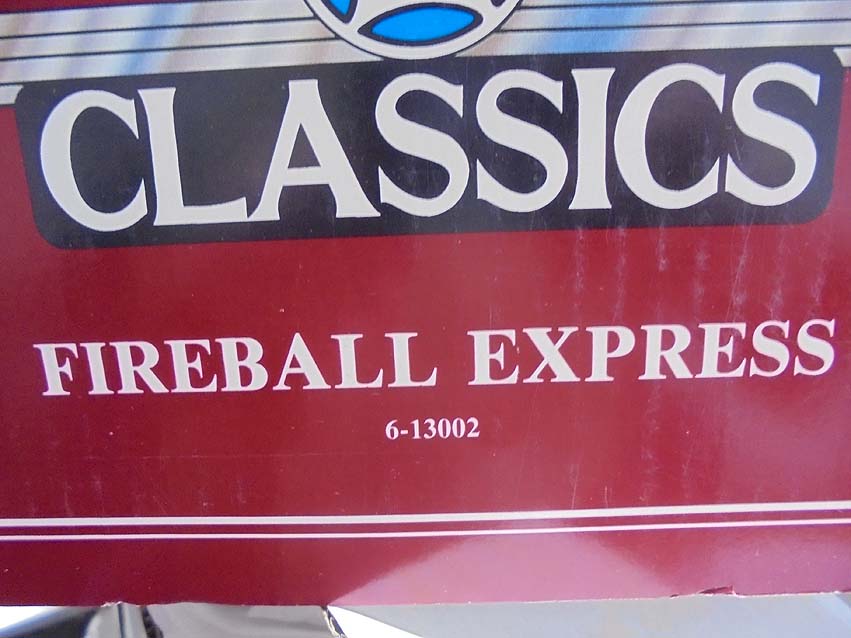 CLASSICS
FIREBALL EXPRESS
6-13002